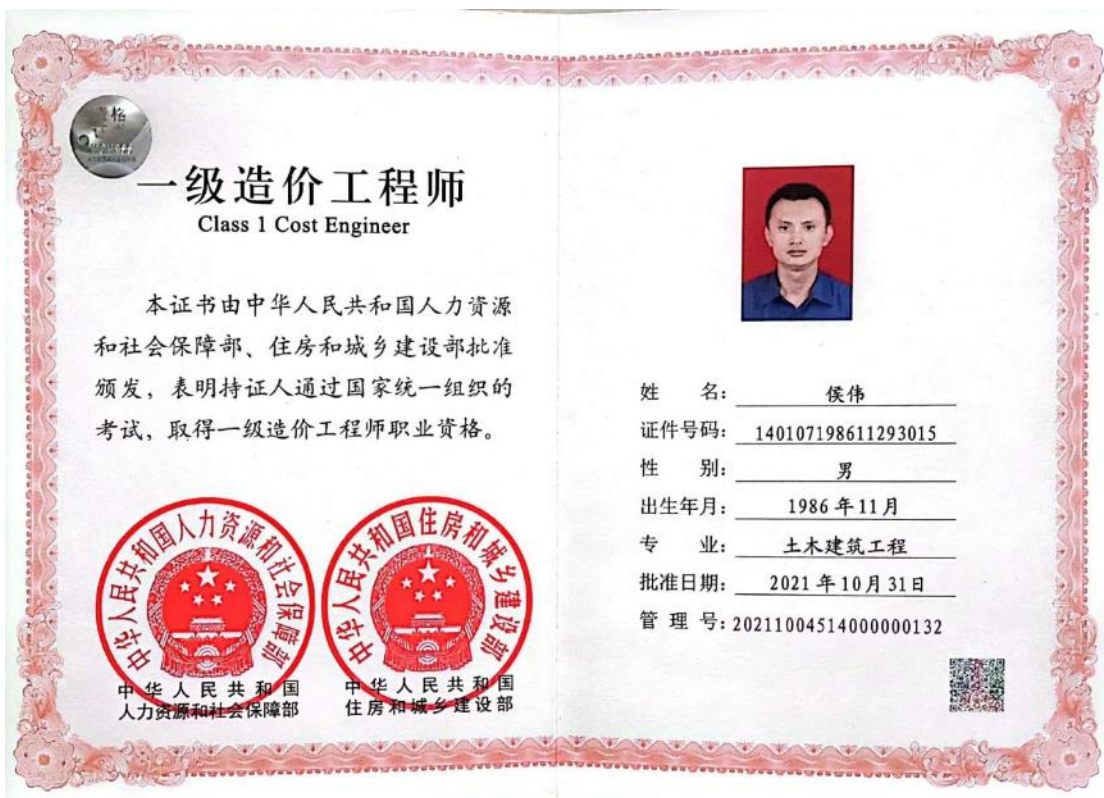 一级造价工程师
Class 1 Cost Engineer
本证书由中华人民共和国人力资源
和社会保障部、住房和城乡建设部批准
颁发，表明持证人通过国家统一组织的
考试，取得一级造价工程师职业资格。
中华人民共和国人力资源和社会保障部
中华人民共和国住房和城乡建设部
中华人民共和国
人力资源和社会保障部
中华人民共和国
住房和城乡建设部
姓 名：侯伟
证件号码：140107198611293015
性 别：男
出生年月：1986年11月
专 业：土木建筑工程
批准日期：2021年10月31日
管 理 号：20211004514000000132